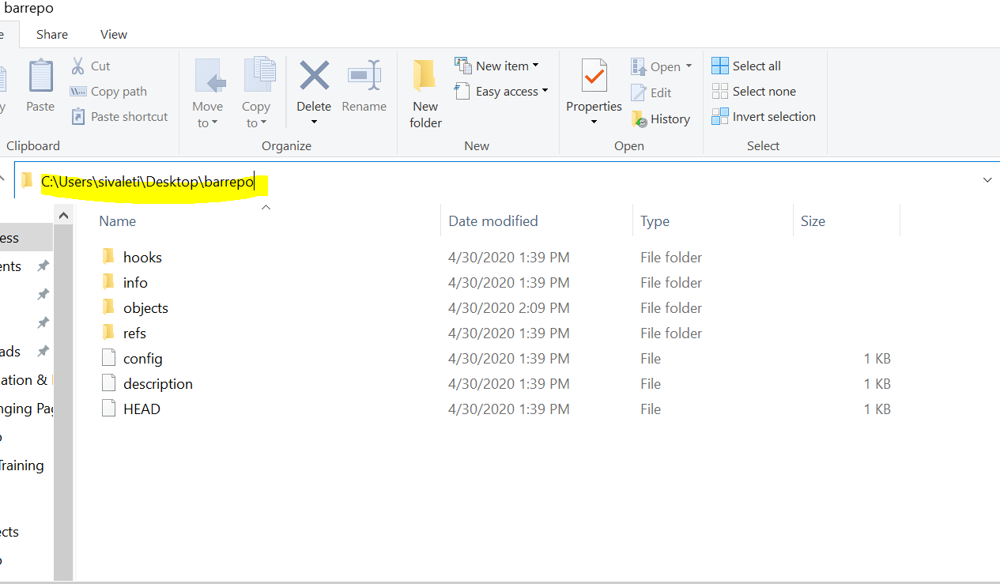 barrepo
e Share View
y Paste Cut
Copy path
Paste shortcut
Move to Copy to Delete Rename
New folder New item
Easy access
Properties Open
Edit
History
Select all
Select none
Invert selection
Clipboard Organize New Open Select
C:\Users\sivaleti\Desktop\barrepo
Name Date modified Type Size
ess
hooks 4/30/2020 1:39 PM File folder
ents
info 4/30/2020 1:39 PM File folder
objects 4/30/2020 2:09 PM File folder
refs 4/30/2020 1:39 PM File folder
ads
config 4/30/2020 1:39 PM File 1 KB
ation &
description 4/30/2020 1:39 PM File 1 KB
nging Pag
HEAD 4/30/2020 1:39 PM File 1 KB
Training
ects